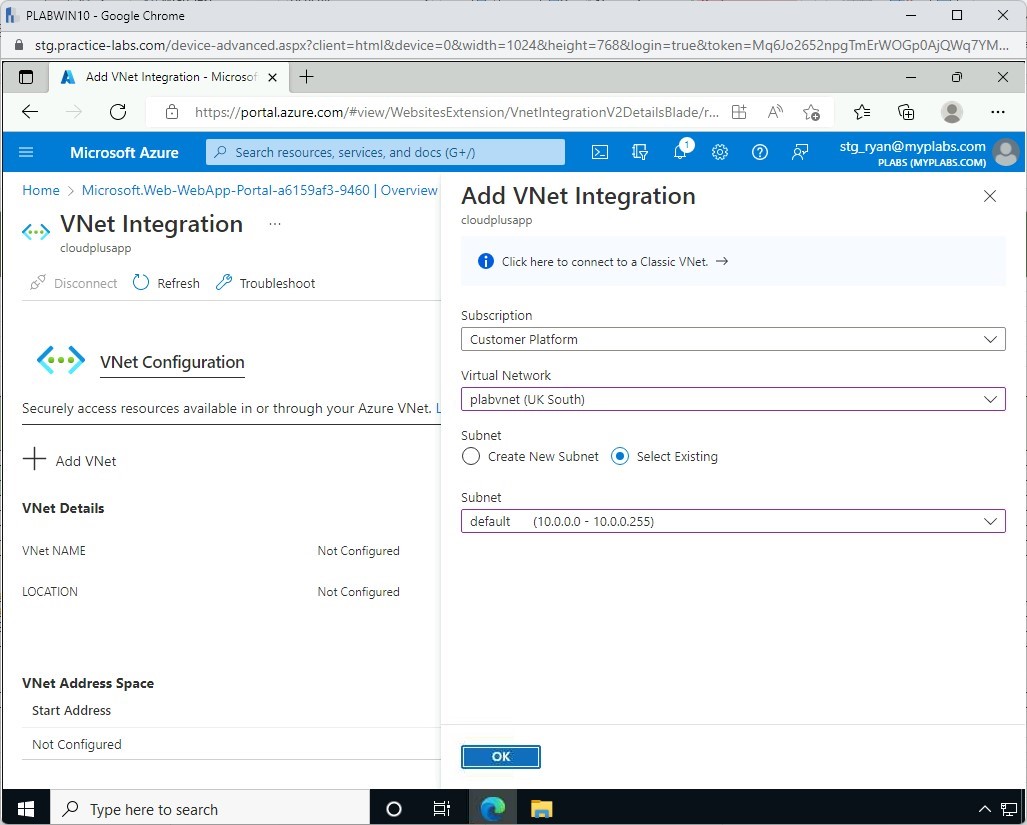 PLABWIN10 - Google Chrome
stg.practice-labs.com/device-advanced.aspx?client=html&device=0&width=1024&height=768&login=true&token=Mq6Jo2652npgTmErWOGp0AjQWq7YM...
Add VNet Integration - Microsof
https://portal.azure.com/#view/WebsitesExtension/VnetIntegrationV2DetailsBlade/r...
Microsoft Azure
Search resources, services, and docs (G+/)
1
stg_ryan@myplabs.com
PLABS (MYPLABS.COM)
Home > Microsoft.Web-WebApp-Portal-a6159af3-9460 | Overview
VNet Integration ...
cloudplusapp
Disconnect Refresh Troubleshoot
VNet Configuration
Securely access resources available in or through your Azure VNet. L
Add VNet
VNet Details
VNet NAME Not Configured
LOCATION Not Configured
VNet Address Space
Start Address
Not Configured
Add VNet Integration
cloudplusapp
Click here to connect to a Classic VNet. →
Subscription
Customer Platform
Virtual Network
plabvnet (UK South)
Subnet
Create New Subnet Select Existing
Subnet
default (10.0.0.0 - 10.0.0.255)
OK
Type here to search